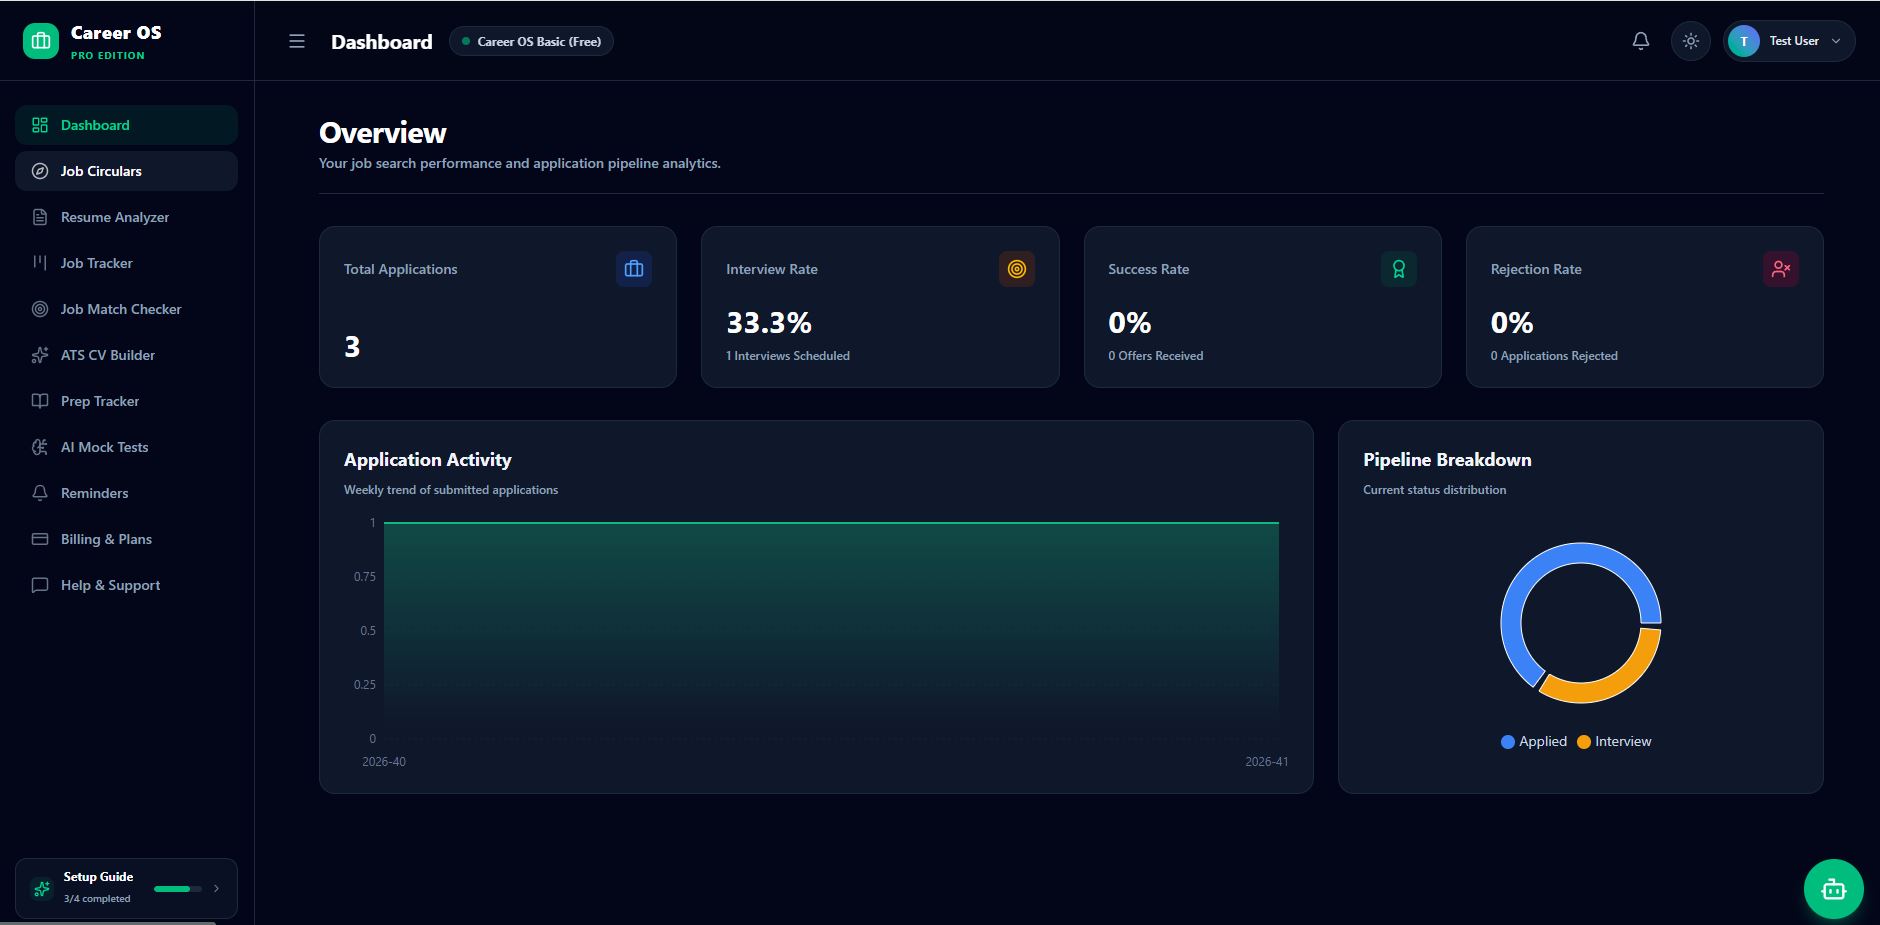 Career OS
PRO EDITION
Dashboard
Career OS Basic (Free)
T
Test User
Dashboard
Job Circulars
Resume Analyzer
Job Tracker
Job Match Checker
ATS CV Builder
Prep Tracker
AI Mock Tests
Reminders
Billing & Plans
Help & Support
Setup Guide
3/4 completed
Overview
Your job search performance and application pipeline analytics.
Total Applications
3
Interview Rate
33.3%
1 Interviews Scheduled
Success Rate
0%
0 Offers Received
Rejection Rate
0%
0 Applications Rejected
Application Activity
Weekly trend of submitted applications
1
0.75
0.5
0.25
0
2026-40
2026-41
Pipeline Breakdown
Current status distribution
Applied
Interview